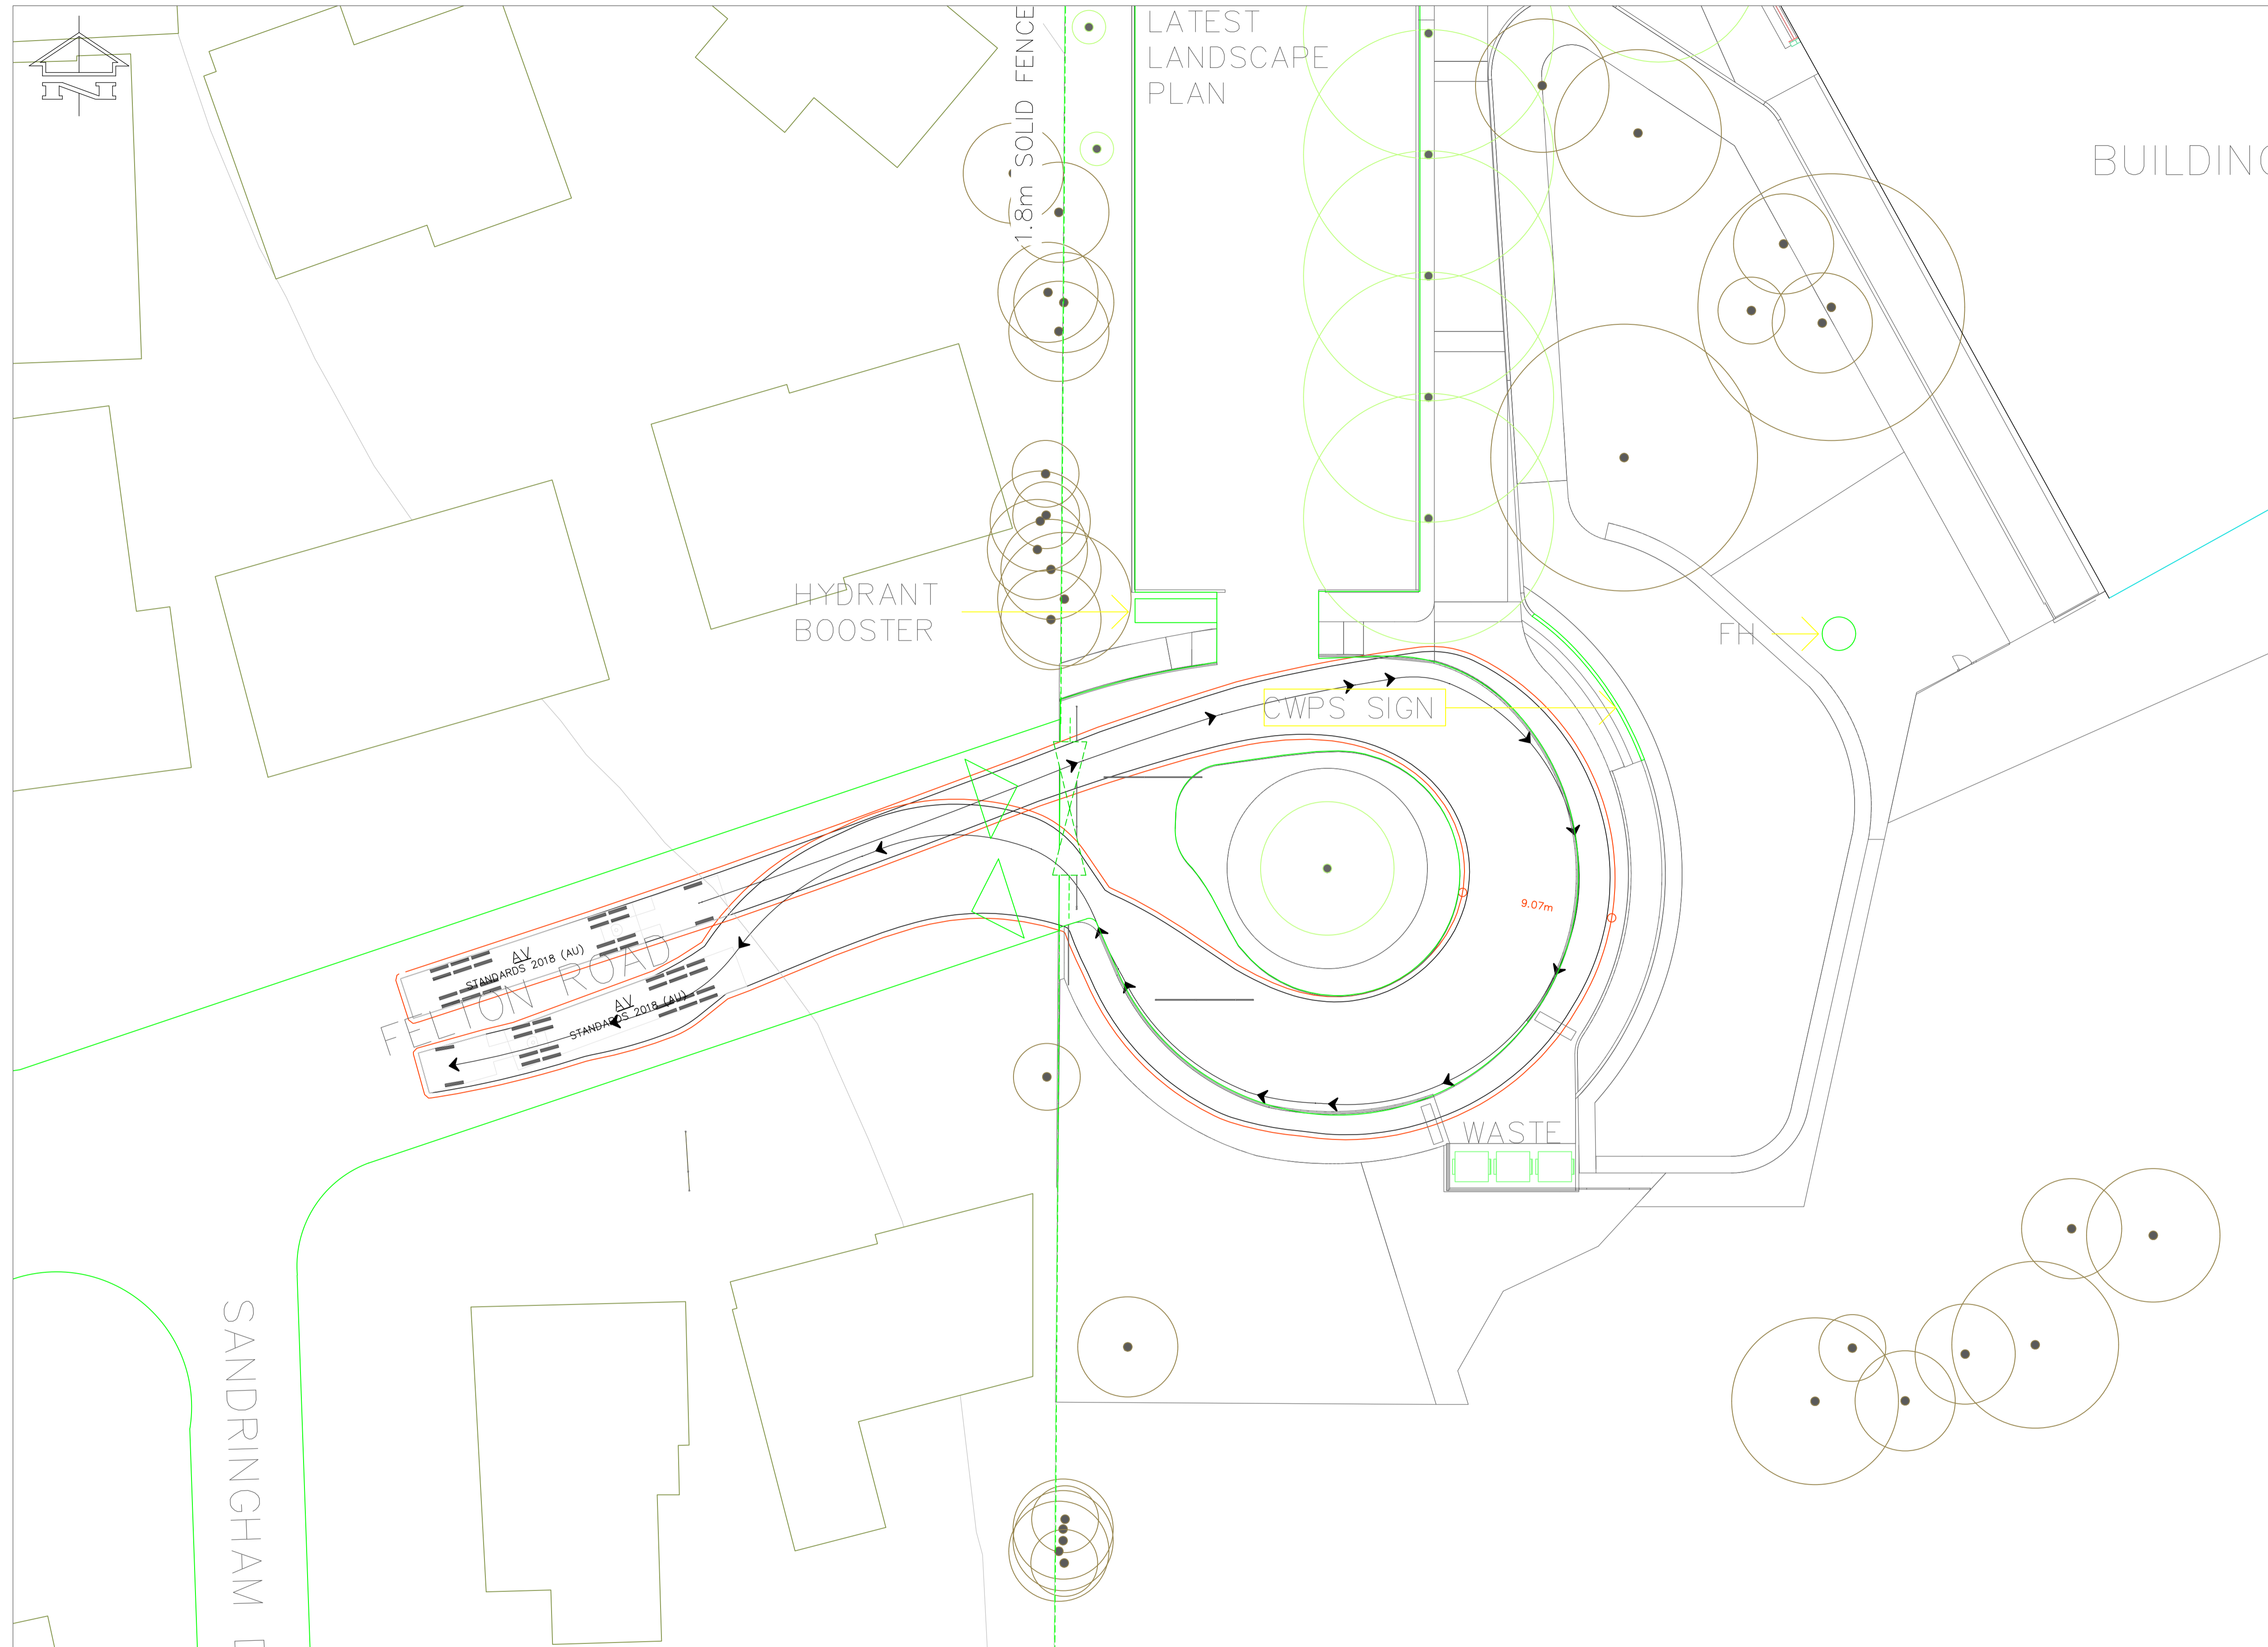 N
1.8m SOLID FENCE
LATEST
LANDSCAPE
PLAN
BUILDING
HYDRANT
BOOSTER
FH
CWPS SIGN
9.07m
AV
STANDARDS 2018 (AU)
FELTON ROAD
AV
STANDARDS 2018 (AU)
WASTE
SANDRINGHAM